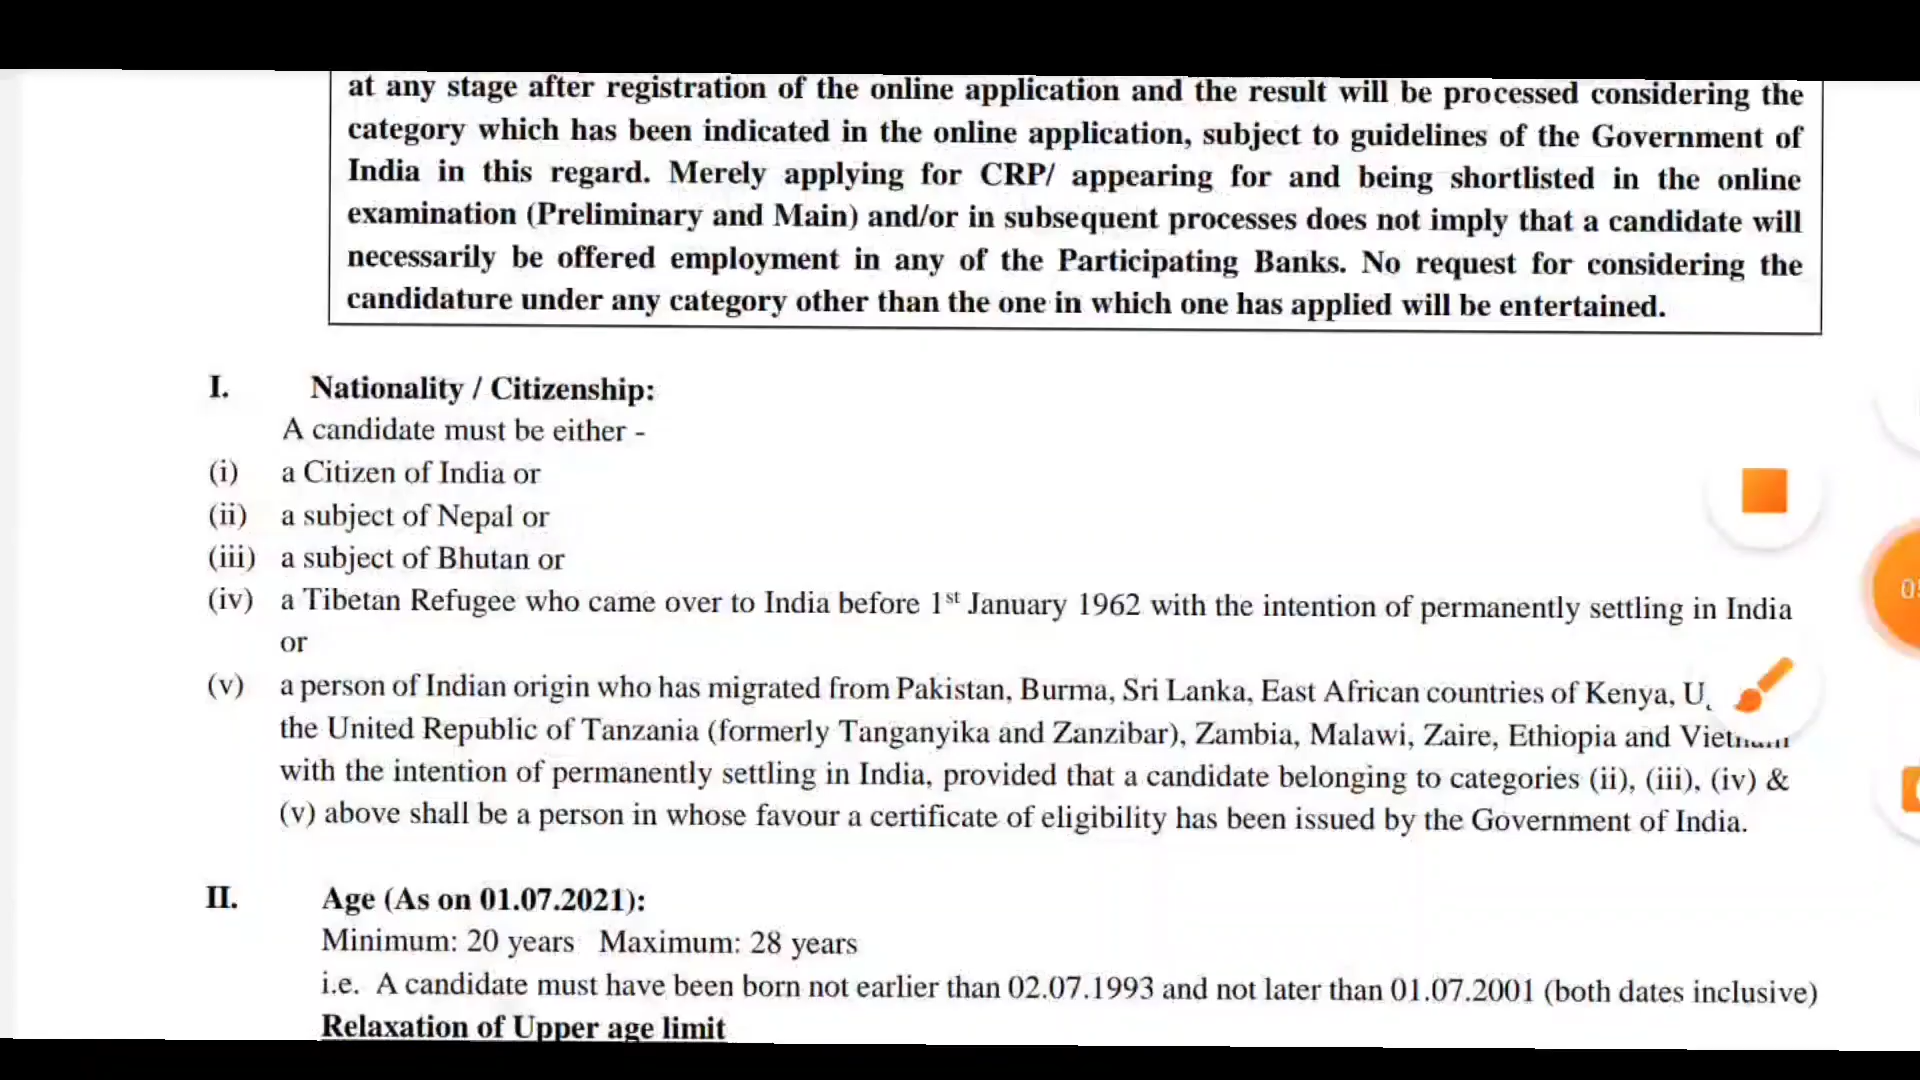 at any stage after registration of the online application and the result will be processed considering the
category which has been indicated in the online application, subject to guidelines of the Government of
India in this regard. Merely applying for CRP/ appearing for and being shortlisted in the online
examination (Preliminary and Main) and/or in subsequent processes does not imply that a candidate will
necessarily be offered employment in any of the Participating Banks. No request for considering the
candidature under any category other than the one in which one has applied will be entertained.
I. Nationality / Citizenship:
A candidate must be either -
(i) a Citizen of India or
(ii) a subject of Nepal or
(iii) a subject of Bhutan or
(iv) a Tibetan Refugee who came over to India before 1st January 1962 with the intention of permanently settling in India
or
(v) a person of Indian origin who has migrated from Pakistan, Burma, Sri Lanka, East African countries of Kenya,
the United Republic of Tanzania (formerly Tanganyika and Zanzibar), Zambia, Malawi, Zaire, Ethiopia and Vietnam
with the intention of permanently settling in India, provided that a candidate belonging to categories (ii), (iii), (iv) &
(v) above shall be a person in whose favour a certificate of eligibility has been issued by the Government of India.
II. Age (As on 01.07.2021):
Minimum: 20 years Maximum: 28 years
i.e. A candidate must have been born not earlier than 02.07.1993 and not later than 01.07.2001 (both dates inclusive)
Relaxation of Upper age limit